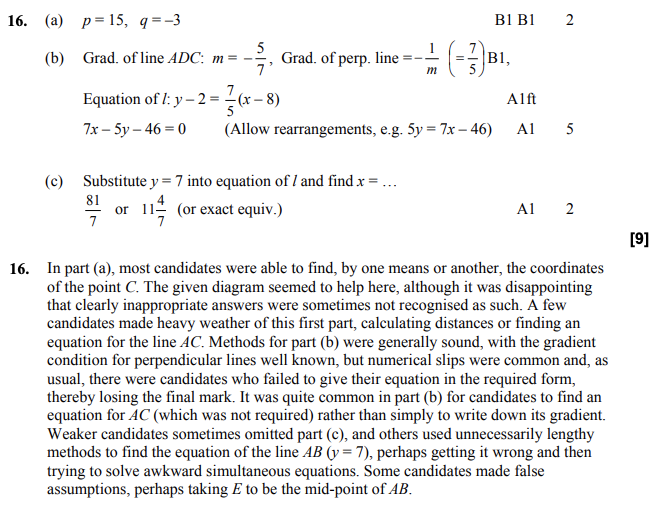 16. (a) p = 15, q = –3 B1 B1 2
(b) Grad. of line ADC: m = –5/7, Grad. of perp. line = –1/m (= 7/5) B1,
Equation of l: y – 2 = 7/5(x – 8) A1ft
7x – 5y – 46 = 0 (Allow rearrangements, e.g. 5y = 7x – 46) A1 5
(c) Substitute y = 7 into equation of l and find x = …
81/7 or 11 4/7 (or exact equiv.) A1 2
[9]
16. In part (a), most candidates were able to find, by one means or another, the coordinates
of the point C. The given diagram seemed to help here, although it was disappointing
that clearly inappropriate answers were sometimes not recognised as such. A few
candidates made heavy weather of this first part, calculating distances or finding an
equation for the line AC. Methods for part (b) were generally sound, with the gradient
condition for perpendicular lines well known, but numerical slips were common and, as
usual, there were candidates who failed to give their equation in the required form,
thereby losing the final mark. It was quite common in part (b) for candidates to find an
equation for AC (which was not required) rather than simply to write down its gradient.
Weaker candidates sometimes omitted part (c), and others used unnecessarily lengthy
methods to find the equation of the line AB (y = 7), perhaps getting it wrong and then
trying to solve awkward simultaneous equations. Some candidates made false
assumptions, perhaps taking E to be the mid-point of AB.